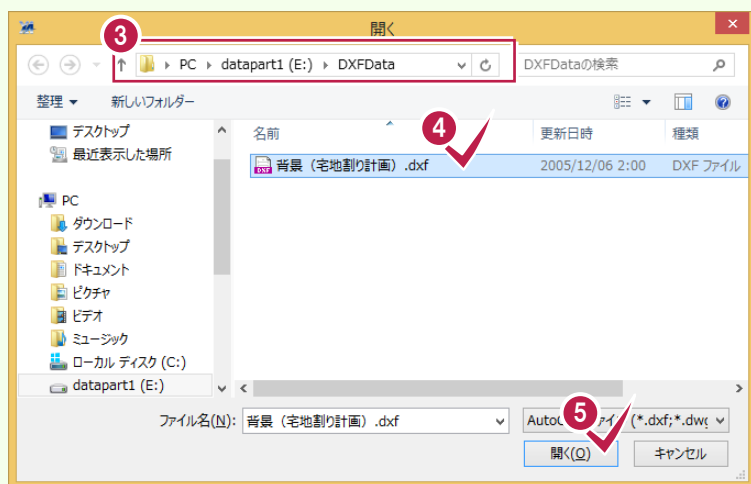 開く
3
PC datapart1 (E:) DXFData
DXFDataの検索
整理 新しいフォルダー
デスクトップ
最近表示した場所
PC
ダウンロード
デスクトップ
ドキュメント
ピクチャ
ビデオ
ミュージック
ローカル ディスク (C:)
datapart1 (E:)
名前 4 更新日時 種類
DXF 背景（宅地割り計画）.dxf 2005/12/06 2:00 DXF ファイル
ファイル名(N): 背景（宅地割り計画）.dxf
5
(*.dxf;*.dwg
開く(O) キャンセル